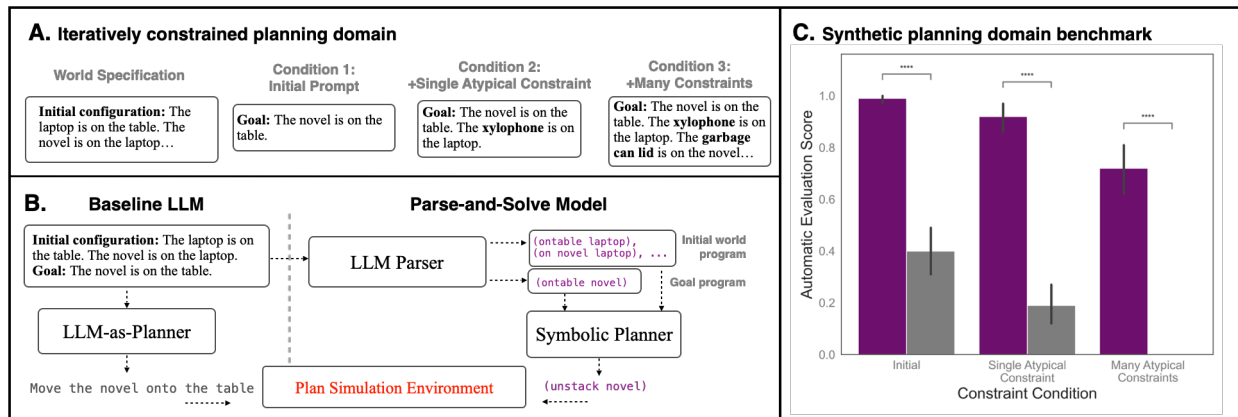 A. Iteratively constrained planning domain
World Specification
Initial configuration: The
laptop is on the table. The
novel is on the laptop…
Condition 1:
Initial Prompt
Goal: The novel is on the
table.
Condition 2:
+Single Atypical Constraint
Goal: The novel is on the
table. The xylophone is on
the laptop.
Condition 3:
+Many Constraints
Goal: The novel is on the
table. The xylophone is on
the laptop. The garbage
can lid is on the novel…
B.
Baseline LLM
Initial configuration: The laptop is on
the table. The novel is on the laptop.
Goal: The novel is on the table.
LLM-as-Planner
Move the novel onto the table
Parse-and-Solve Model
LLM Parser
(ontable laptop),
(on novel laptop), ...
Initial world
program
(ontable novel)
Goal program
Symbolic Planner
(unstack novel)
Plan Simulation Environment
C. Synthetic planning domain benchmark
Automatic Evaluation Score
1.0
0.8
0.6
0.4
0.2
0.0
****
****
****
Initial
Single Atypical
Constraint
Many Atypical
Constraints
Constraint Condition